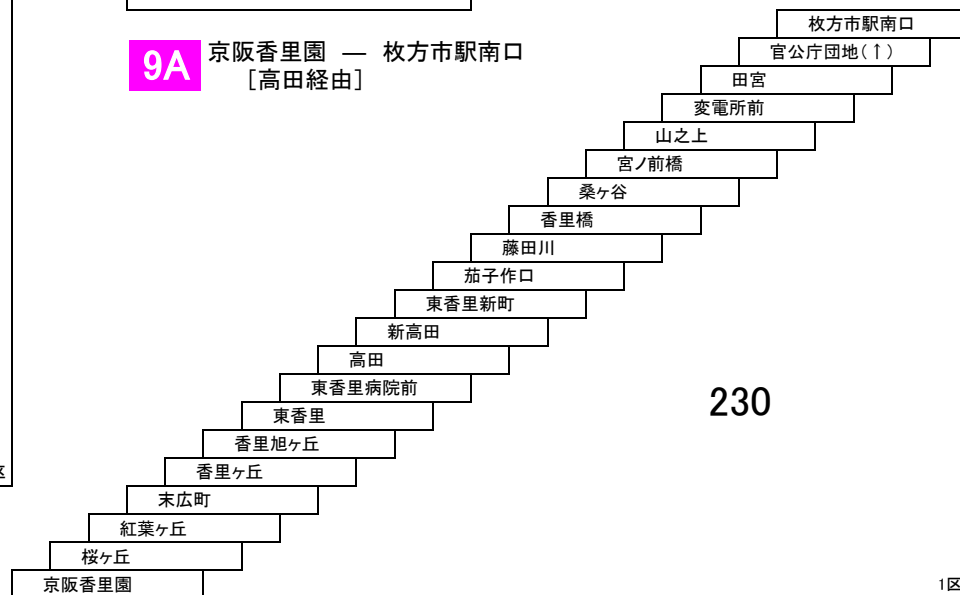 9A 京阪香里園 ― 枚方市駅南口
[高田経由]
枚方市駅南口
官公庁団地(↑)
田宮
変電所前
山之上
宮ノ前橋
桑ヶ谷
香里橋
藤田川
茄子作口
東香里新町
新高田
高田
東香里病院前
230
東香里
香里旭ヶ丘
香里ヶ丘
区
末広町
紅葉ヶ丘
桜ヶ丘
京阪香里園
1区